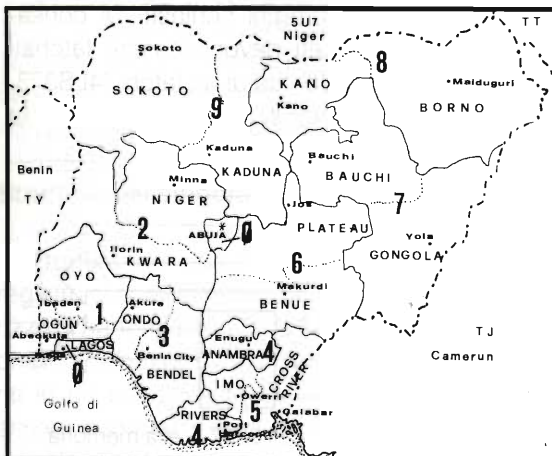 5U7
Niger
TT
Sokoto
SOKOTO
KANO
Kano
8
Maiduguri
BORNO
9
Kaduna
KADUNA
Bauchi
BAUCHI
Benin
TY
Minna
NIGER
Jos
7
2
ABUJA
Ø
PLATEAU
Yola
Ilorin
KWARA
GONGOLA
OYO
6
Makurdi
BENUE
Ibadan
1
Akure
ONDO
OGUN
3
Enugu
4
TJ
Abeokuta
LAGOS
Benin City
ANAMBRA
Camerun
BENDEL
IMO
CROSS
RIVER
Ø
Owerri
Golfo di
Guinea
RIVERS
5
Calabar
4
Port
Harcourt